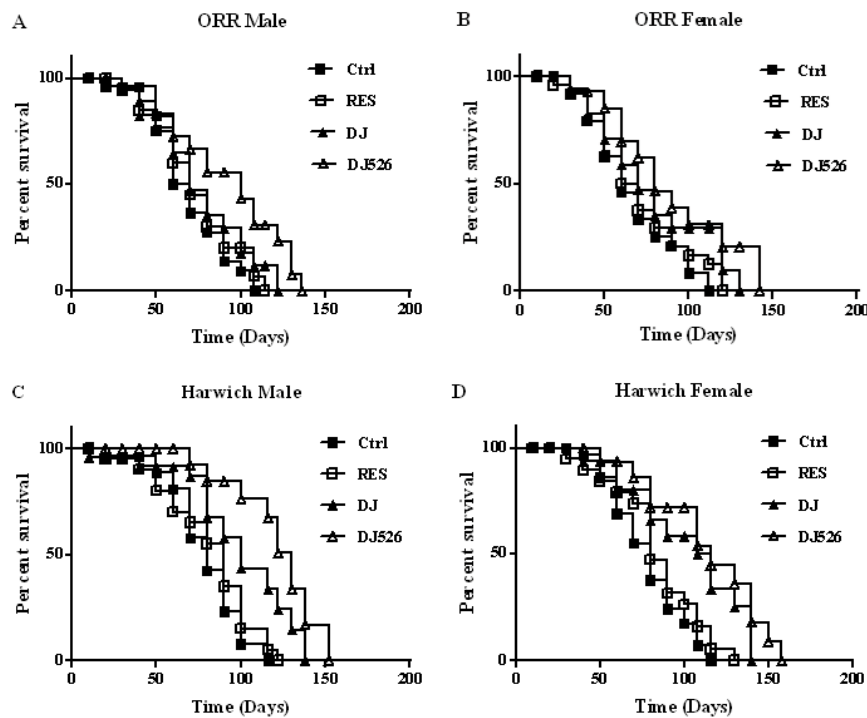 A
ORR Male
Percent survival
100
50
0
Ctrl
RES
DJ
DJ526
0
50
100
150
200
Time (Days)
B
ORR Female
Percent survival
100
50
0
Ctrl
RES
DJ
DJ526
0
50
100
150
200
Time (Days)
C
Harwich Male
Percent survival
100
50
0
Ctrl
RES
DJ
DJ526
0
50
100
150
200
Time (Days)
D
Harwich Female
Percent survival
100
50
0
Ctrl
RES
DJ
DJ526
0
50
100
150
200
Time (Days)